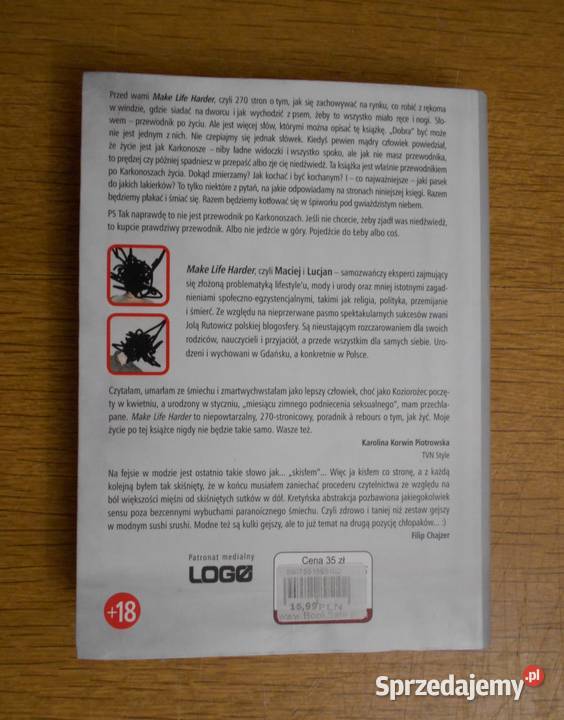 Przed wami Make Life Harder, czyli 270 stron o tym, jak się zachowywać na rynku, co robić z rękoma
w windzie, gdzie siadać na dworcu i jak wychodzić z psem, żeby to wszystko miało ręce i nogi. Sło-
wem – przewodnik po życiu. Ale jest więcej słów, którymi można opisać tę książkę. „Dobra” być może
nie jest jednym z nich. Nie czepiajmy się jednak słówek. Kiedyś pewien mądry człowiek powiedział,
że życie jest jak Karkonosze – niby ładne widoczki i wszystko spoko, ale jak nie masz przewodnika,
to prędzej czy później spadniesz w przepaść albo zje cię niedźwiedź. Ta książka jest właśnie przewodnikiem
po Karkonoszach życia. Dokąd zmierzamy? Jak kochać i być kochanym? I – co najważniejsze – jaki pasek
do jakich lakierków? To tylko niektóre z pytań, na jakie odpowiadamy na stronach niniejszej księgi. Razem
będziemy płakać i śmiać się. Razem będziemy kotłować się w śpiworku pod gwiaździstym niebem.
PS Tak naprawdę to nie jest przewodnik po Karkonoszach. Jeśli nie chcecie, żeby zjadł was niedźwiedź,
to kupcie prawdziwy przewodnik. Albo nie jedźcie w góry. Pojedźcie do Łeby albo coś.
Make Life Harder, czyli Maciej i Lucjan – samozwańczy eksperci zajmujący
się złożoną problematyką lifestyle'u, mody i urody oraz mniej istotnymi zagad-
nieniami społeczno-egzystencjalnymi, takimi jak religia, polityka, przemijanie
i śmierć. Ze względu na nieprzerwane pasmo spektakularnych sukcesów zwani
Jolą Rutowicz polskiej blogosfery. Są nieustającym rozczarowaniem dla swoich
rodziców, nauczycieli i przyjaciół, a przede wszystkim dla samych siebie. Uro-
dzeni i wychowani w Gdańsku, a konkretnie w Polsce.
Czytałam, umarłam ze śmiechu i zmartwychwstałam jako lepszy człowiek, choć jako Koziorożec poczę-
ty w kwietniu, a urodzony w styczniu, „miesiącu zimnego podniecenia seksualnego”, mam przechla-
pane. Make Life Harder to niepowtarzalny, 270-stronicowy, poradnik à rebours o tym, jak żyć. Moje
życie po tej książce nigdy nie będzie takie samo. Wasze też.
Karolina Korwin Piotrowska
TVN Style
Na fejsie w modzie jest ostatnio takie słowo jak... „skisłem”... Więc ja kisłem co stronę, a z każdą
kolejną byłem tak skiśnięty, że w końcu musiałem zaniechać procederu czytelnictwa ze względu na
ból większości mięśni od skiśniętych sutków w dół. Kretyńska abstrakcja pozbawiona jakiegokolwiek
sensu poza bezcennymi wybuchami paranoicznego śmiechu. Czyli zdrowo i taniej niż zestaw gejszy
w modnym sushi srushi. Modne też są kulki gejszy, ale to już temat na drugą pozycję chłopaków... :)
Filip Chajzer
Patronat medialny
LOGO
Cena 35 zł
16,99 PLN
+18
Sprzedajemy.pl